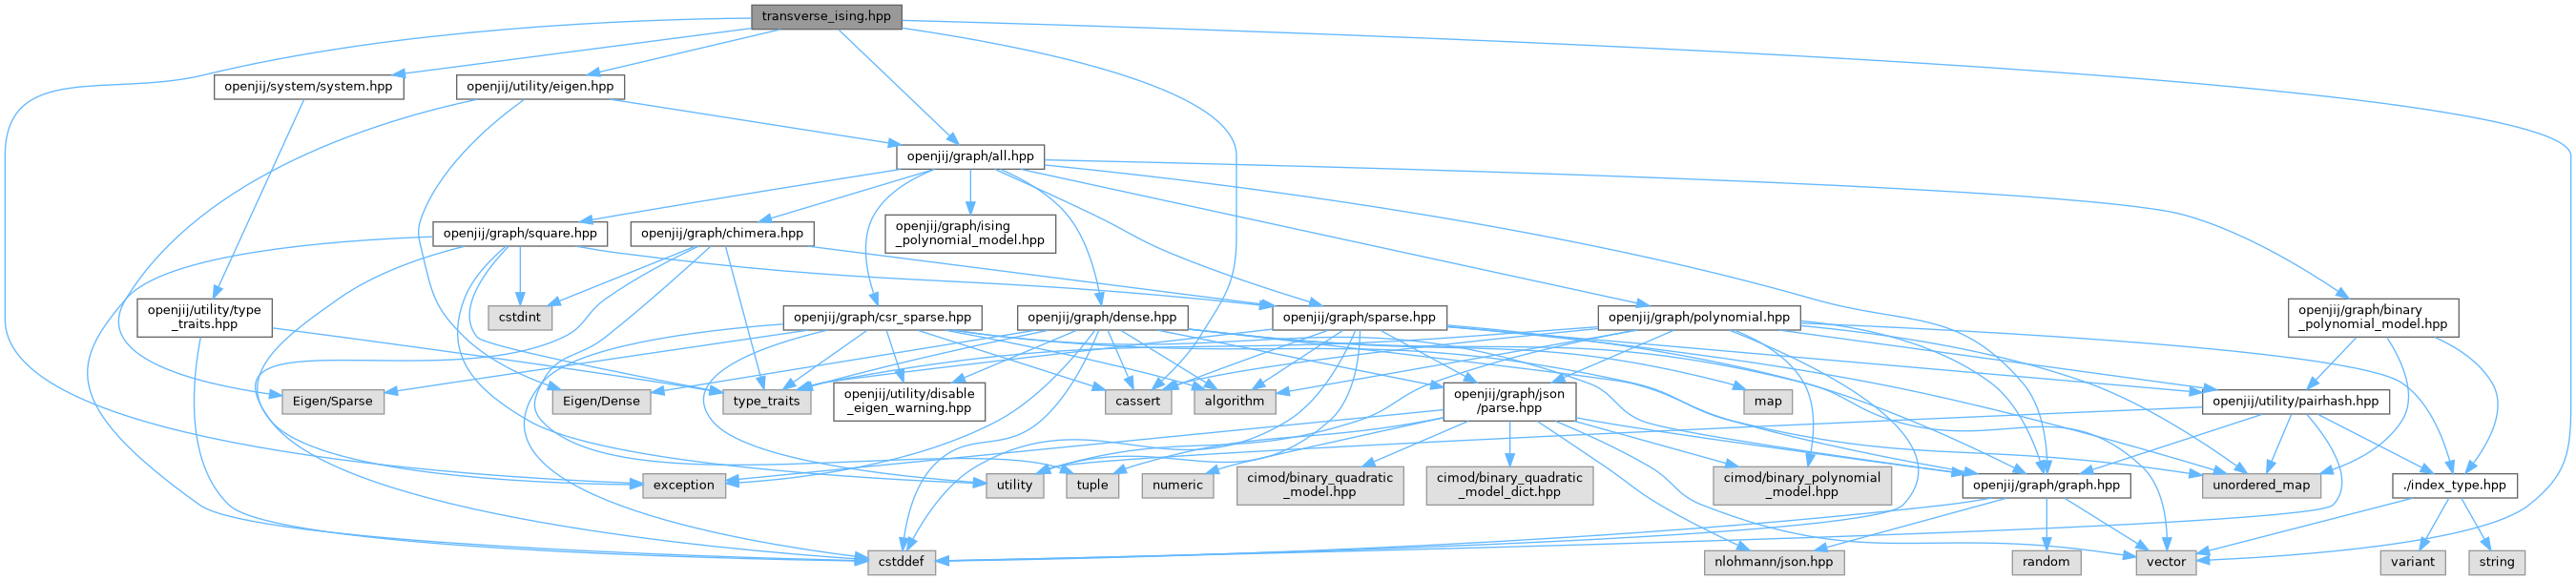 transverse_ising.hpp
openjij/system/system.hpp
openjij/utility/eigen.hpp
openjij/graph/all.hpp
openjij/graph/square.hpp
openjij/graph/chimera.hpp
openjij/graph/ising
_polynomial_model.hpp
openjij/utility/type
_traits.hpp
cstdint
openjij/graph/csr_sparse.hpp
openjij/graph/dense.hpp
openjij/graph/sparse.hpp
openjij/graph/polynomial.hpp
openjij/graph/binary
_polynomial_model.hpp
Eigen/Sparse
Eigen/Dense
type_traits
openjij/utility/disable
_eigen_warning.hpp
cassert
algorithm
openjij/graph/json
/parse.hpp
map
openjij/utility/pairhash.hpp
exception
utility
tuple
numeric
cimod/binary_quadratic
_model.hpp
cimod/binary_quadratic
_model_dict.hpp
cimod/binary_polynomial
_model.hpp
openjij/graph/graph.hpp
unordered_map
./index_type.hpp
cstddef
nlohmann/json.hpp
random
vector
variant
string